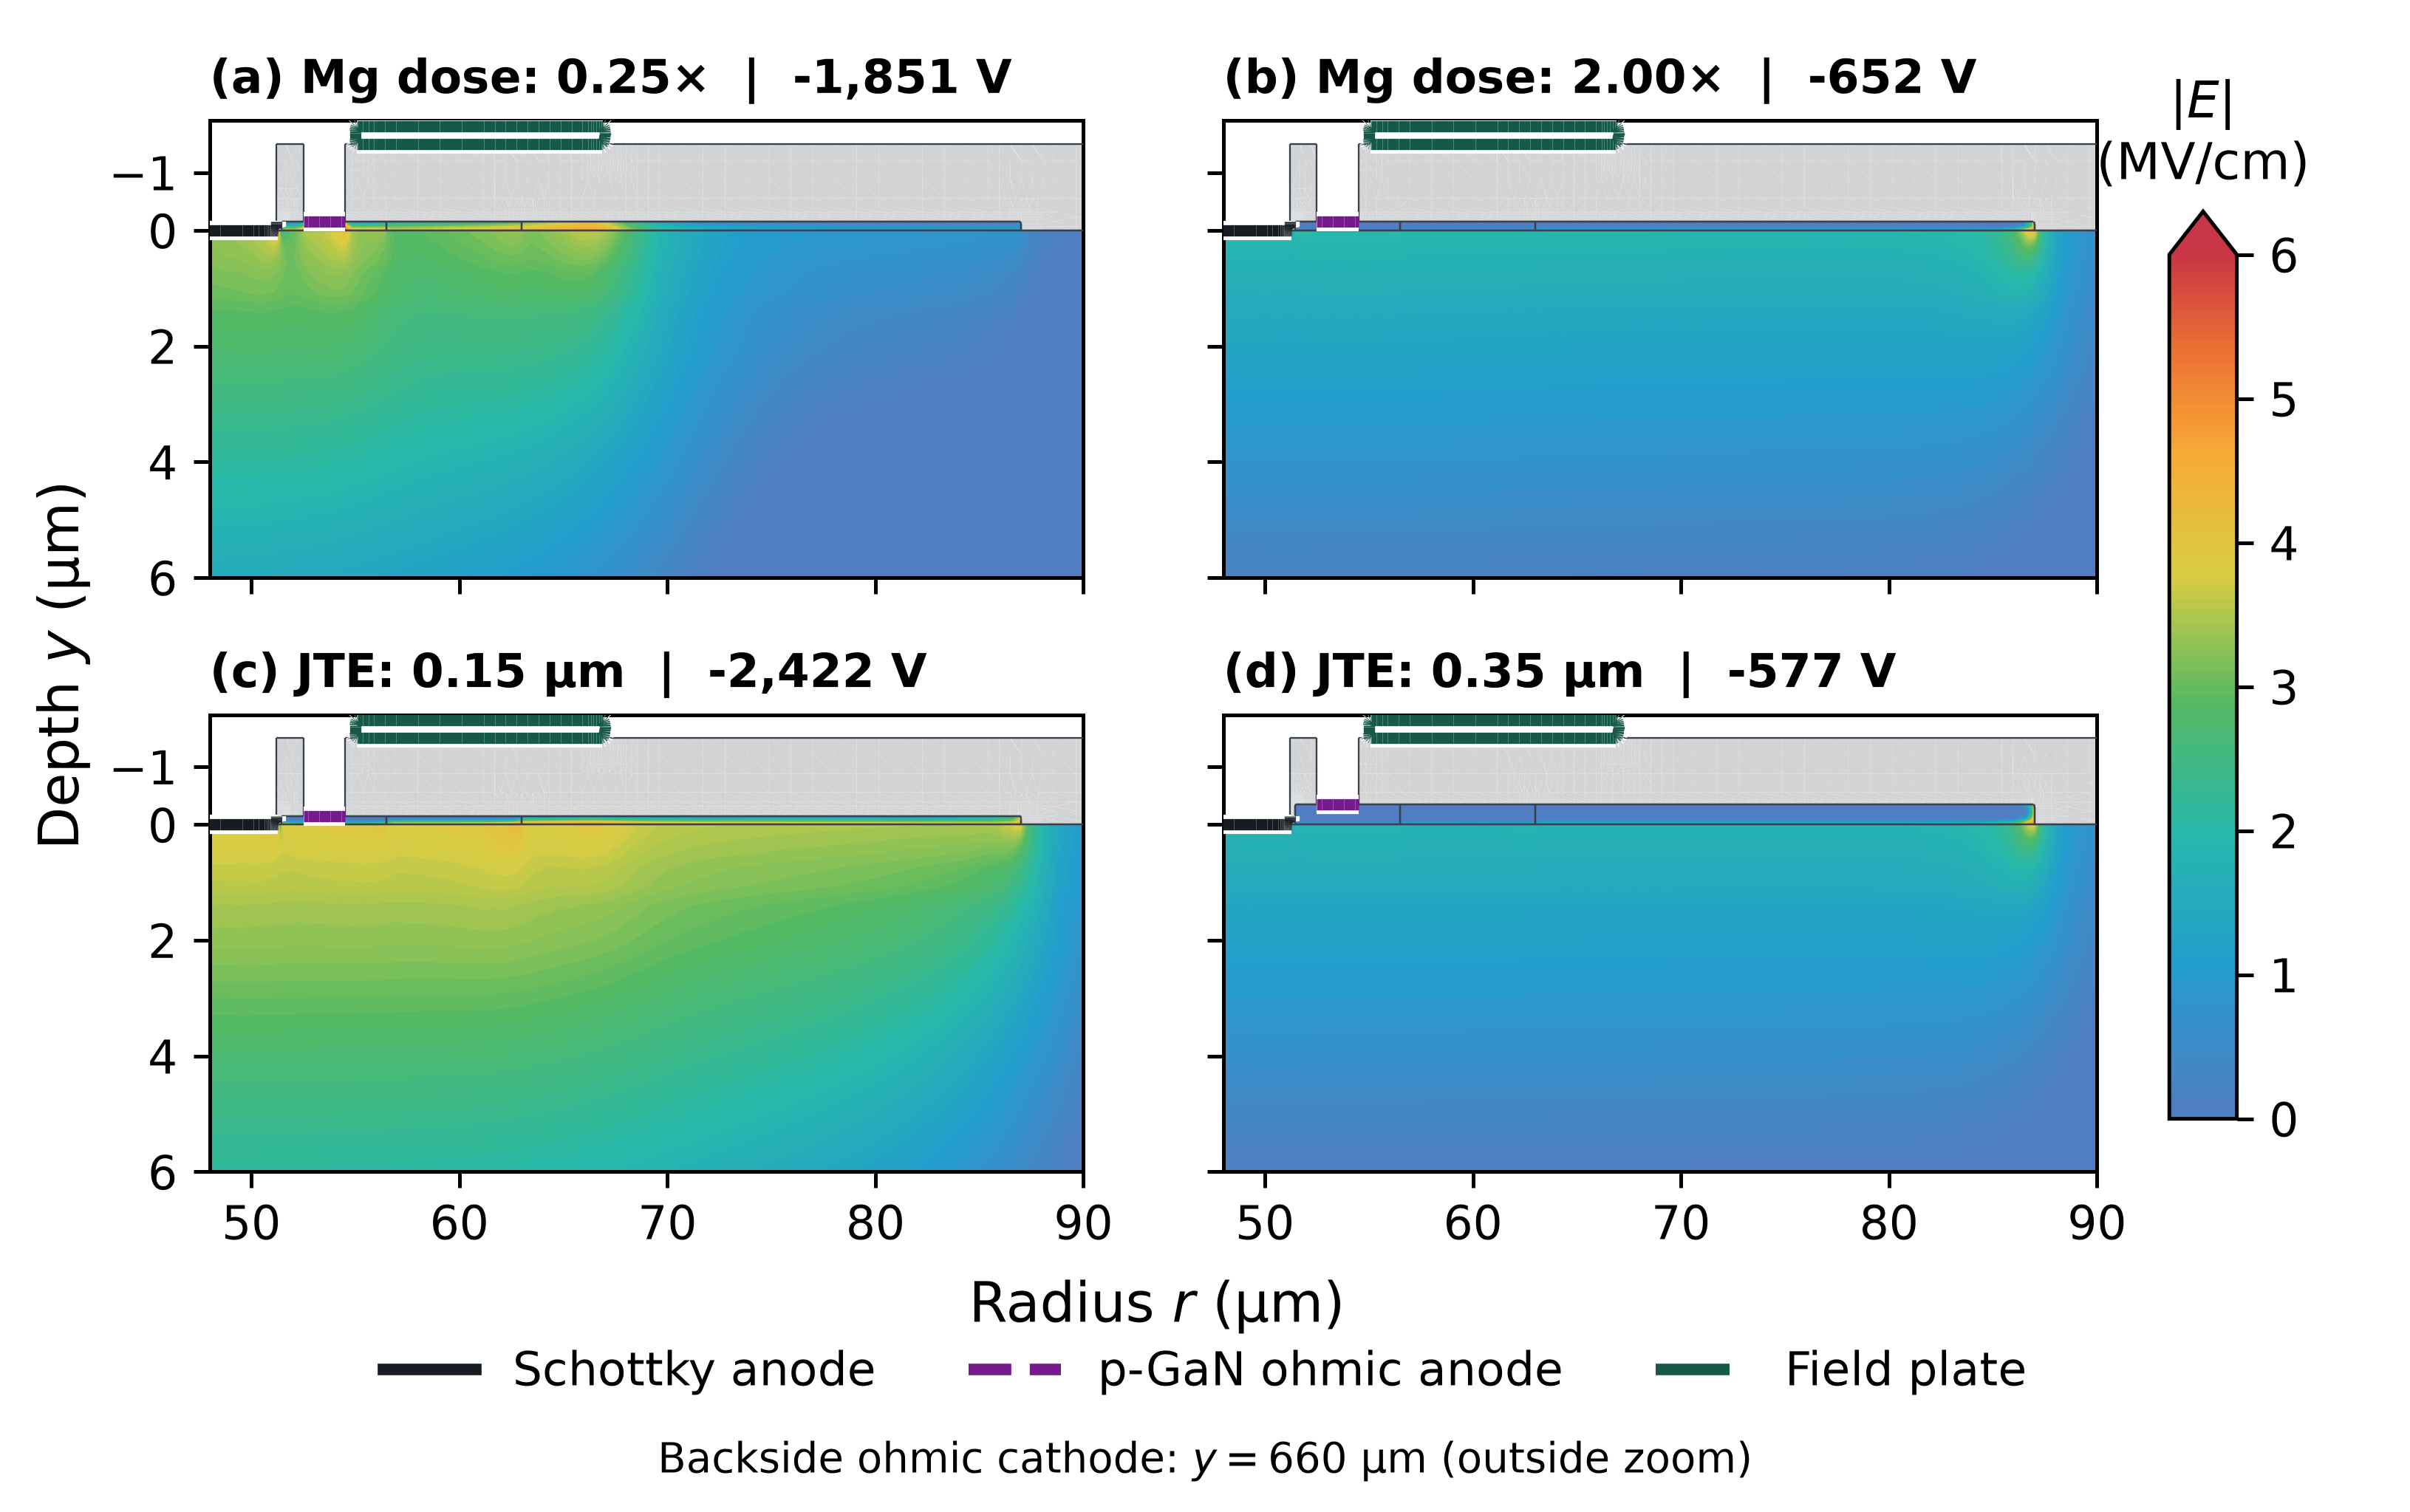 (a) Mg dose: 0.25× | -1,851 V
(b) Mg dose: 2.00× | -652 V
|E|
(MV/cm)
−1
0
2
4
6
6
5
4
3
2
1
0
Depth y (μm)
(c) JTE: 0.15 μm | -2,422 V
(d) JTE: 0.35 μm | -577 V
−1
0
2
4
6
50 60 70 80 90
50 60 70 80 90
Radius r (μm)
Schottky anode
p-GaN ohmic anode
Field plate
Backside ohmic cathode: y = 660 μm (outside zoom)